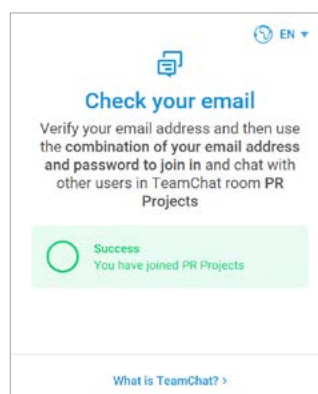 EN
Check your email
Verify your email address and then use
the combination of your email address
and password to join in and chat with
other users in TeamChat room PR
Projects
Success
You have joined PR Projects
What is TeamChat? >